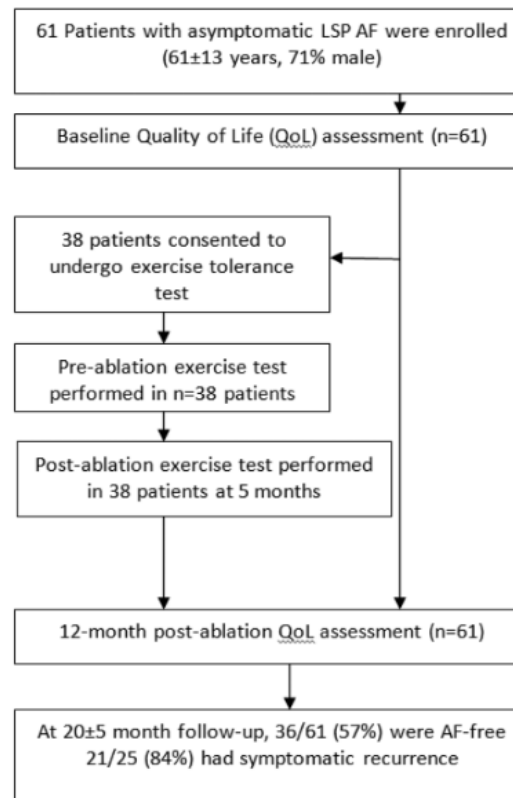 61 Patients with asymptomatic LSP AF were enrolled
(61±13 years, 71% male)
Baseline Quality of Life (QoL) assessment (n=61)
38 patients consented to
undergo exercise tolerance
test
Pre-ablation exercise test
performed in n=38 patients
Post-ablation exercise test performed
in 38 patients at 5 months
12-month post-ablation QoL assessment (n=61)
At 20±5 month follow-up, 36/61 (57%) were AF-free
21/25 (84%) had symptomatic recurrence